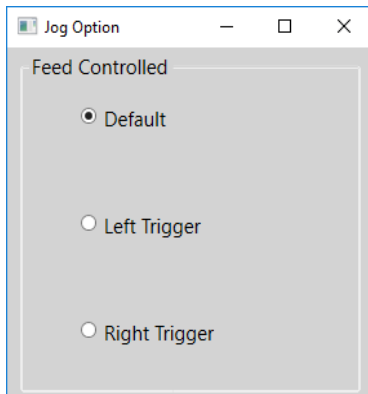 Jog Option
Feed Controlled
Default
Left Trigger
Right Trigger